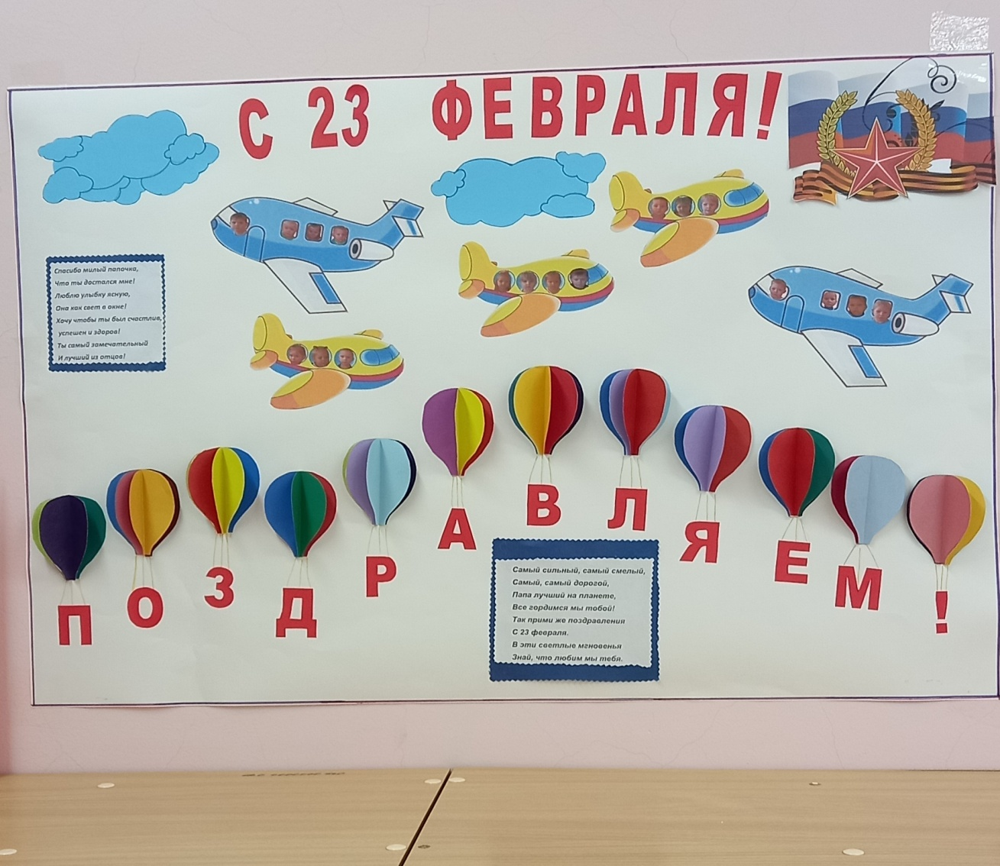 С 23 ФЕВРАЛЯ!
Спасибо милый папочка,
Что ты достался мне!
Люблю улыбку ясную,
Она как свет в окне!
Хочу чтобы ты был счастлив,
успешен и здоров!
Ты самый замечательный
И лучший из отцов!
ПОЗДРАВЛЯЕМ!
Самый сильный, самый смелый,
Самый, самый дорогой,
Папа лучший на планете,
Все гордимся мы тобой!
Так прими же поздравления
С 23 февраля.
В эти светлые мгновенья
Знай, что любим мы тебя.